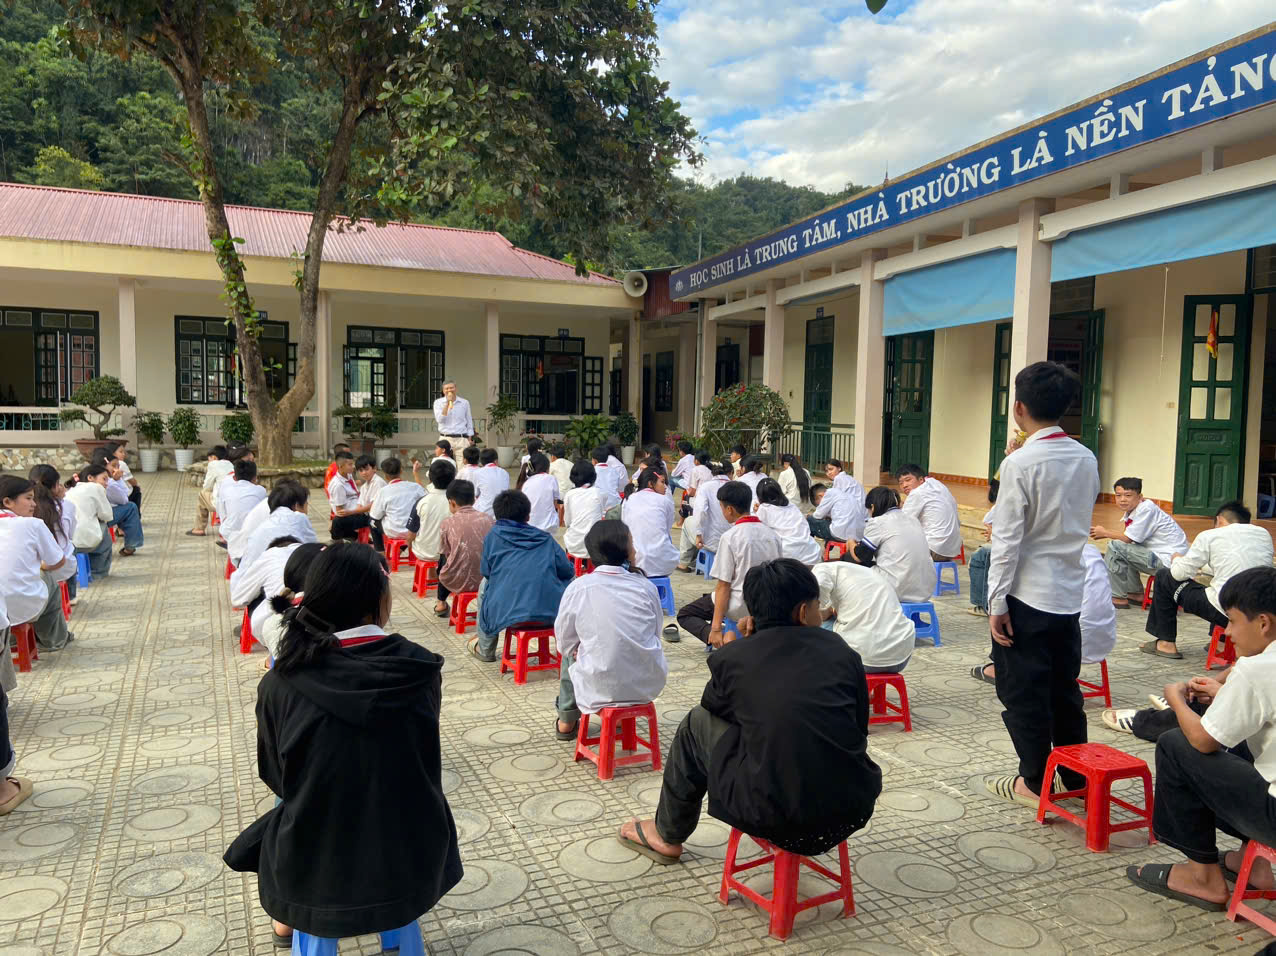 HỌC SINH LÀ TRUNG TÂM, NHÀ TRƯỜNG LÀ NỀN TẢNG